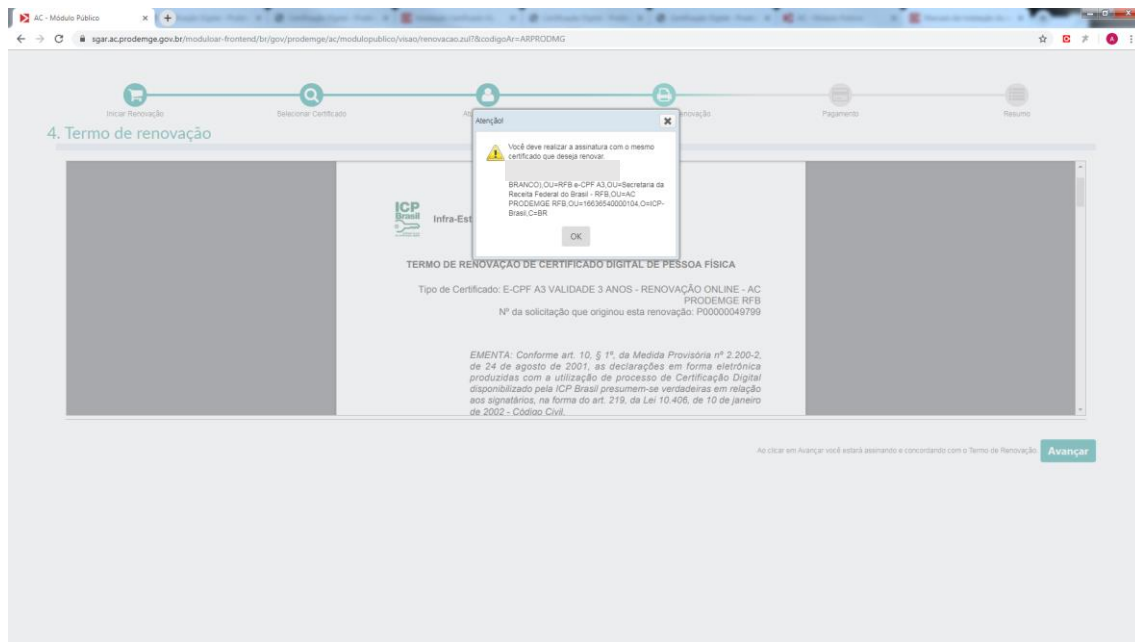 AC - Módulo Público
sgar.ac.prodemge.gov.br/moduloar-frontend/br/gov/prodemge/ac/modulopublico/visao/renovacao.zul?&codigoAr=ARPRODMG
Iniciar Renovação
Selecionar Certificado
Pagamento
Resumo
4. Termo de renovação
Atenção!
Você deve realizar a assinatura com o mesmo
certificado que deseja renovar.
BRANCO),OU=RFB e-CPF A3,OU=Secretaria da
Receita Federal do Brasil - RFB,OU=AC
PRODEMGE RFB,OU=16636540000104,O=ICP-
Brasil,C=BR
OK
ICP
Brasil
Infra-Est
TERMO DE RENOVAÇÃO DE CERTIFICADO DIGITAL DE PESSOA FÍSICA
Tipo de Certificado: E-CPF A3 VALIDADE 3 ANOS - RENOVAÇÃO ONLINE - AC
PRODEMGE RFB
Nº da solicitação que originou esta renovação: P00000049799
EMENTA: Conforme art. 10, § 1º, da Medida Provisória nº 2.200-2,
de 24 de agosto de 2001, as declarações em forma eletrônica
produzidas com a utilização de processo de Certificação Digital
disponibilizado pela ICP Brasil presumem-se verdadeiras em relação
aos signatários, na forma do art. 219, da Lei 10.406, de 10 de janeiro
de 2002 - Código Civil.
Ao clicar em Avançar você estará assinando e concordando com o Termo de Renovação.
Avançar